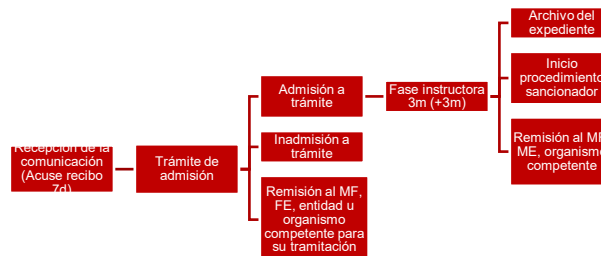 Recepción de la
comunicación
(Acuse recibo
7d)
Trámite de
admisión
Admisión a
trámite
Inadmisión a
trámite
Remisión al MF,
FE, entidad u
organismo
competente para
su tramitación
Fase instructora
3m (+3m)
Archivo del
expediente
Inicio
procedimiento
sancionador
Remisión al MF,
ME, organismo
competente